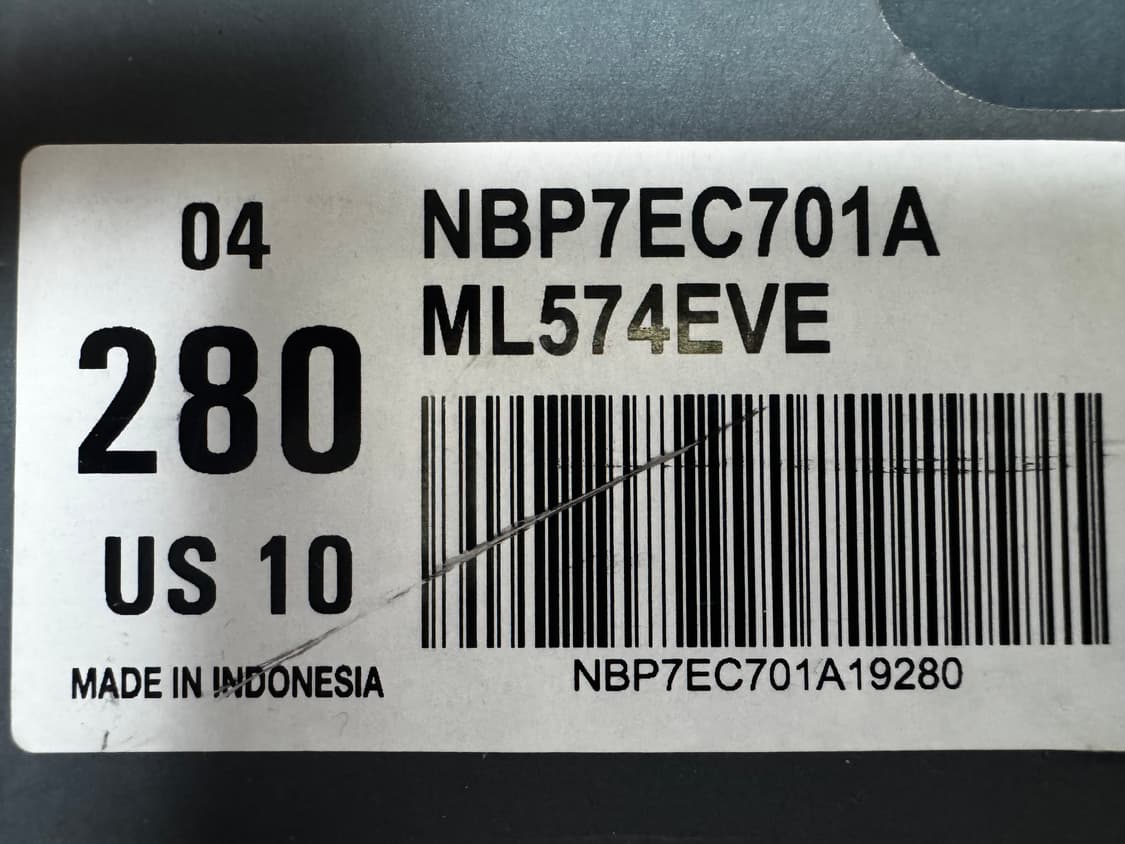 04
280
US 10
MADE IN INDONESIA
NBP7EC701A
ML574EVE
NBP7EC701A19280